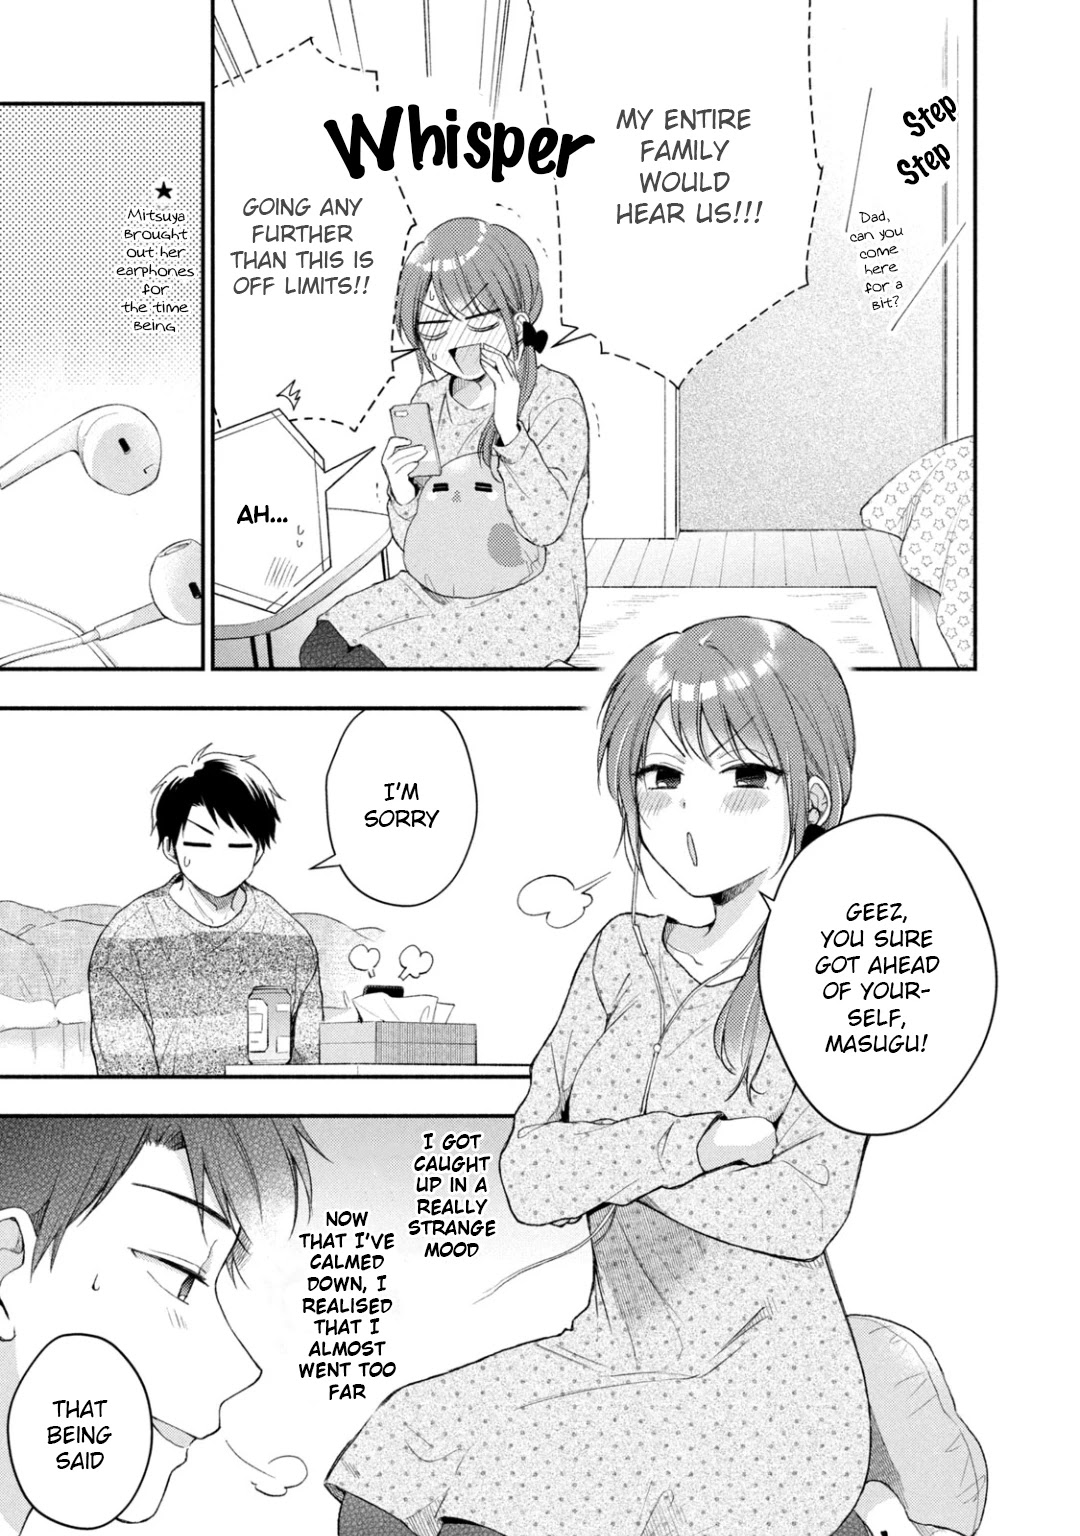 Step
Step
Dad,
can you
come
here
for a
bit?
MY ENTIRE
FAMILY
WOULD
HEAR US!!!
Whisper
GOING ANY
FURTHER
THAN THIS IS
OFF LIMITS!!
AH...
★
Mitsuya
brought
out her
earphones
for
the time
being
GEEZ,
YOU SURE
GOT AHEAD
OF YOUR-
SELF,
MASUGU!
I'M
SORRY
I GOT
CAUGHT
UP IN A
REALLY
STRANGE
MOOD
NOW
THAT I'VE
CALMED
DOWN, I
REALISED
THAT I
ALMOST
WENT TOO
FAR
THAT
BEING
SAID